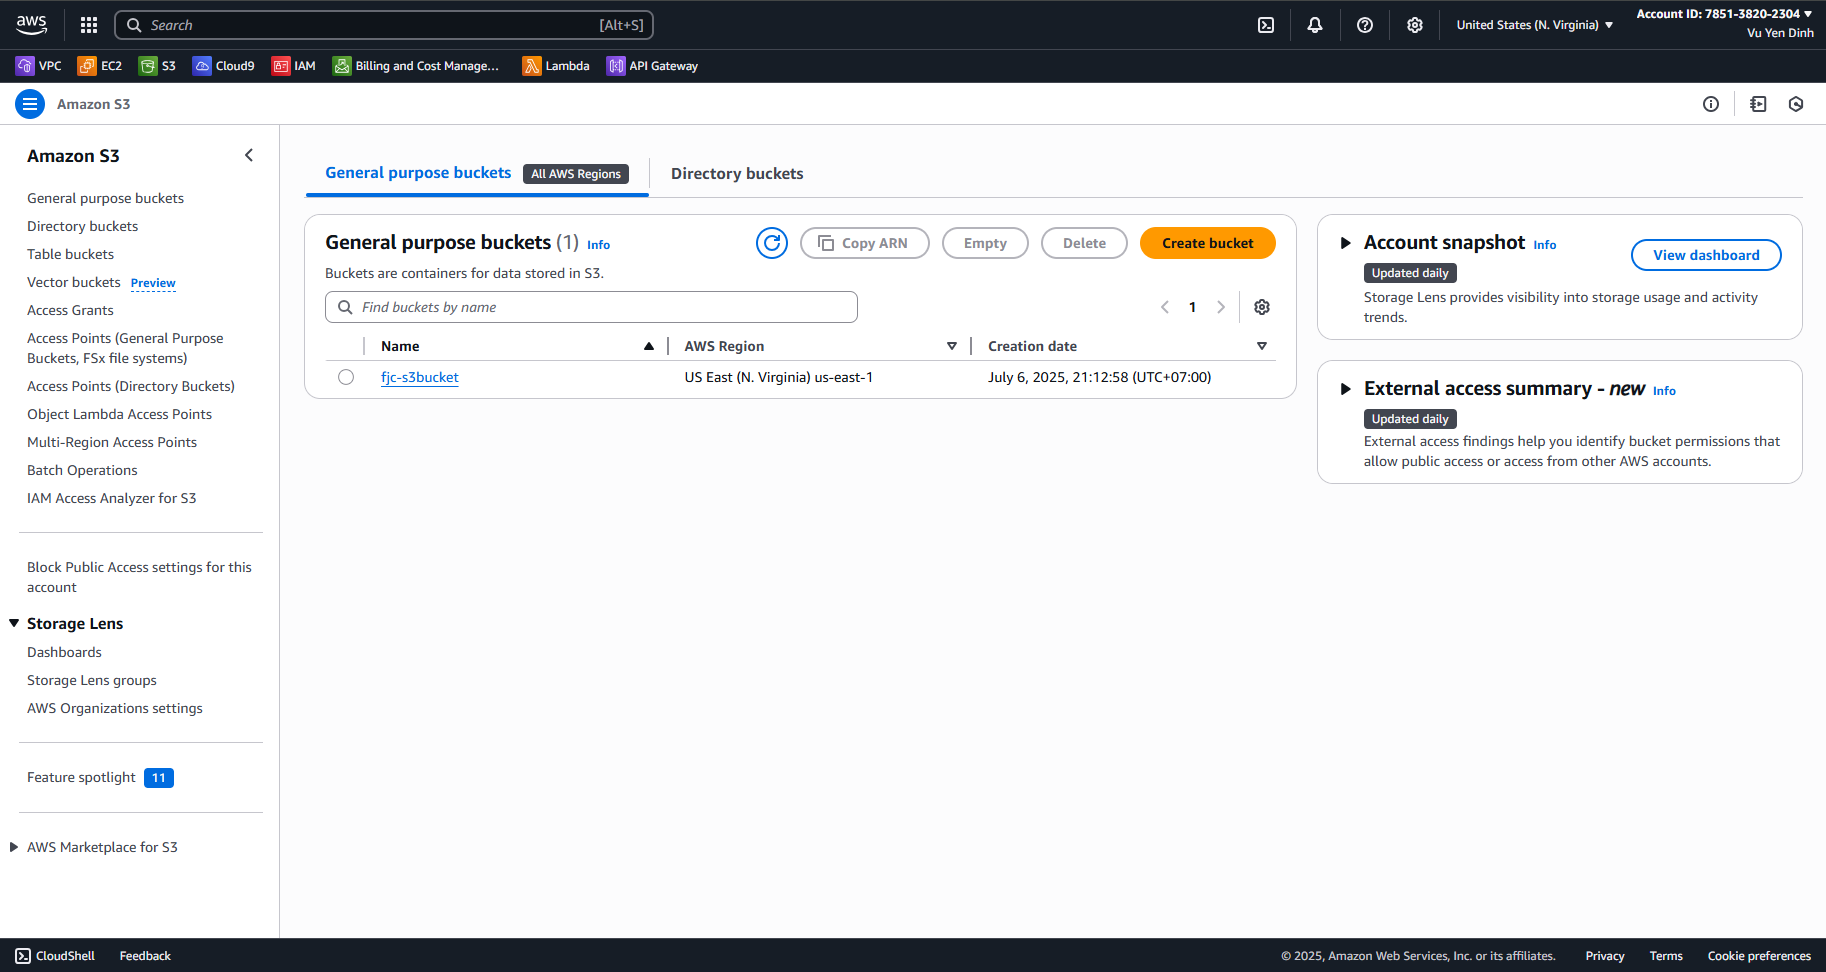 aws
Search [Alt+S]
United States (N. Virginia)
Account ID: 7851-3820-2304
Vu Yen Dinh
VPC EC2 S3 Cloud9 IAM Billing and Cost Manage... Lambda API Gateway
Amazon S3
Amazon S3
General purpose buckets
Directory buckets
Table buckets
Vector buckets Preview
Access Grants
Access Points (General Purpose
Buckets, FSx file systems)
Access Points (Directory Buckets)
Object Lambda Access Points
Multi-Region Access Points
Batch Operations
IAM Access Analyzer for S3
Block Public Access settings for this
account
Storage Lens
Dashboards
Storage Lens groups
AWS Organizations settings
Feature spotlight 11
AWS Marketplace for S3
General purpose buckets All AWS Regions Directory buckets
General purpose buckets (1) Info
Copy ARN Empty Delete Create bucket
Buckets are containers for data stored in S3.
Find buckets by name
1
Name AWS Region Creation date
fjc-s3bucket US East (N. Virginia) us-east-1 July 6, 2025, 21:12:58 (UTC+07:00)
Account snapshot Info
View dashboard
Updated daily
Storage Lens provides visibility into storage usage and activity
trends.
External access summary - new Info
Updated daily
External access findings help you identify bucket permissions that
allow public access or access from other AWS accounts.
CloudShell Feedback
© 2025, Amazon Web Services, Inc. or its affiliates. Privacy Terms Cookie preferences